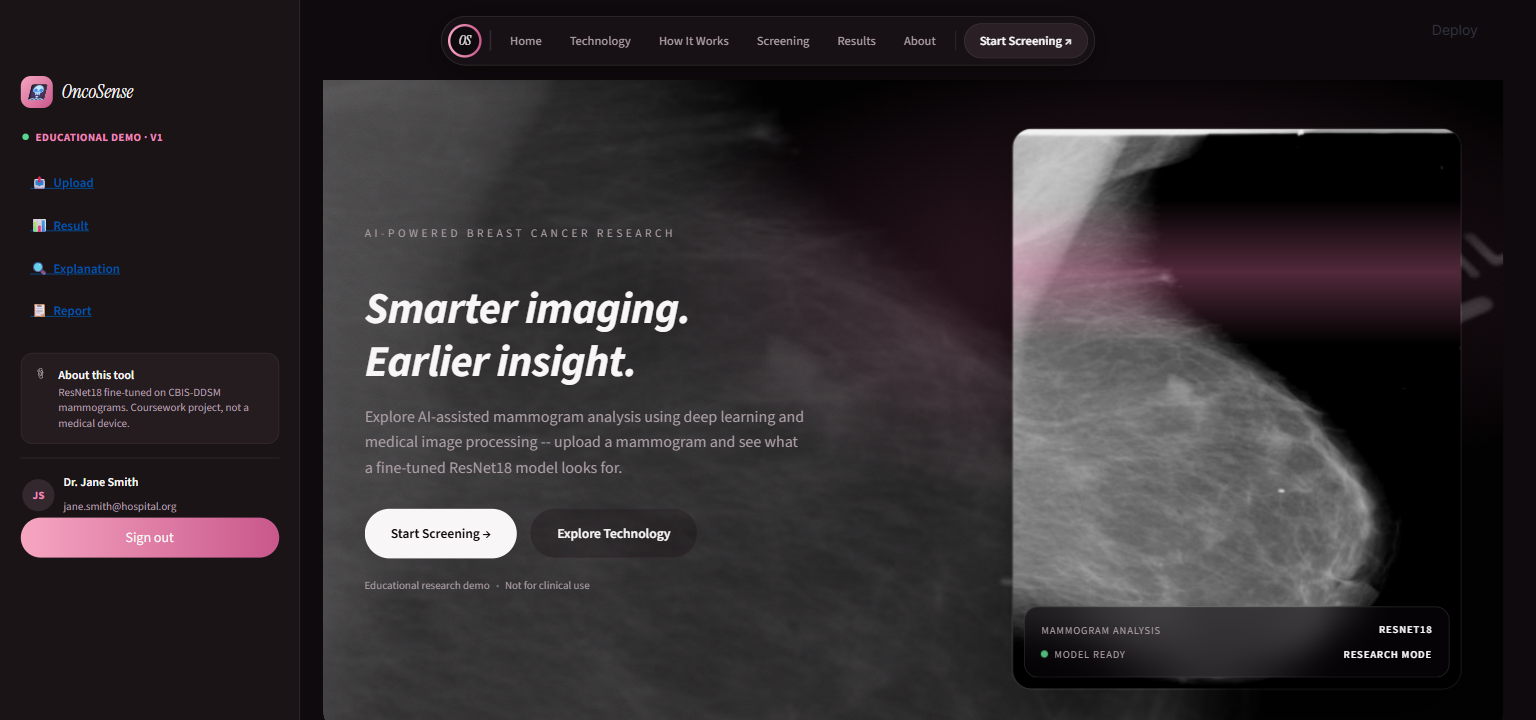 OncoSense
EDUCATIONAL DEMO · V1
Upload
Result
Explanation
Report
About this tool
ResNet18 fine-tuned on CBIS-DDSM
mammograms. Coursework project, not a
medical device.
JS
Dr. Jane Smith
jane.smith@hospital.org
Sign out
OS
Home
Technology
How It Works
Screening
Results
About
Start Screening ↗
Deploy
AI-POWERED BREAST CANCER RESEARCH
Smarter imaging.
Earlier insight.
Explore AI-assisted mammogram analysis using deep learning and
medical image processing -- upload a mammogram and see what
a fine-tuned ResNet18 model looks for.
Start Screening →
Explore Technology
Educational research demo • Not for clinical use
MAMMOGRAM ANALYSIS
RESNET18
MODEL READY
RESEARCH MODE